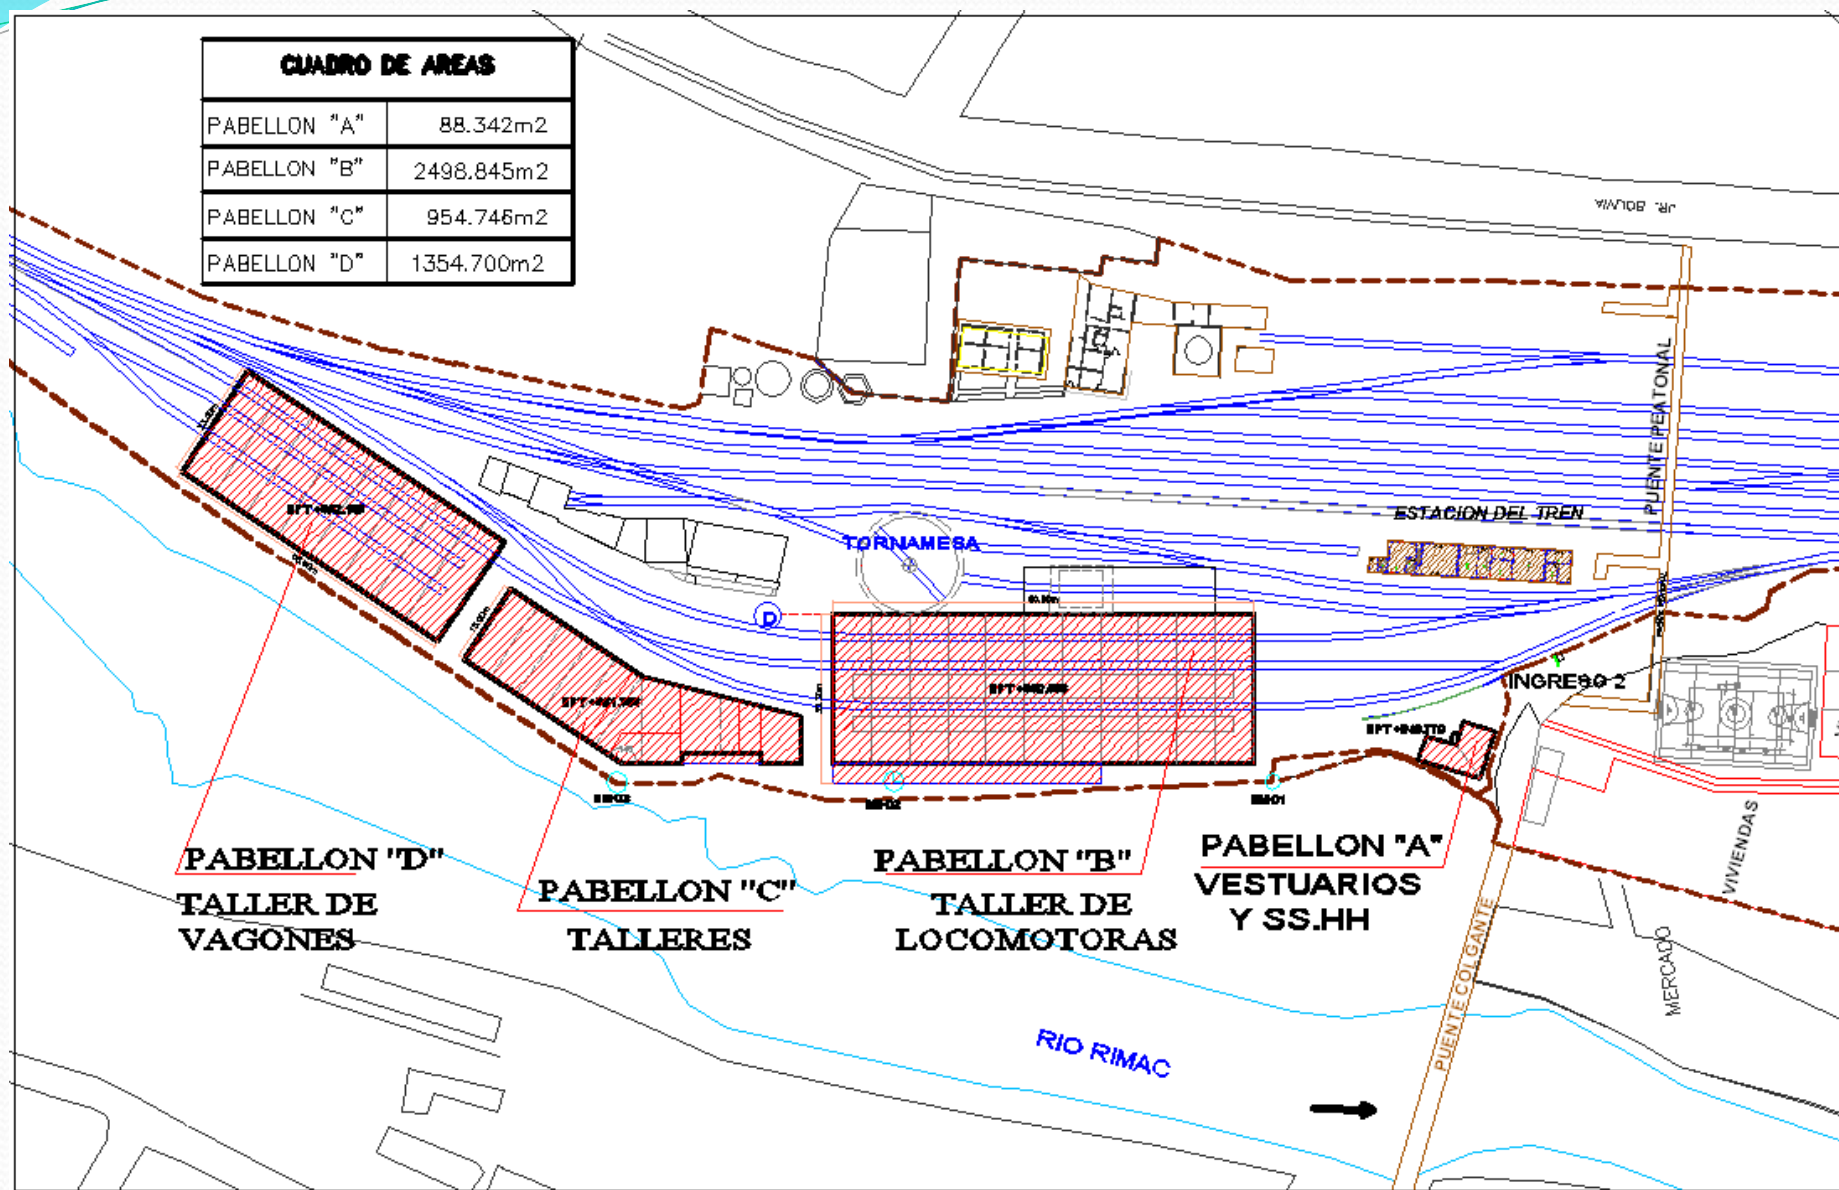 CUADRO DE AREAS
PABELLON "A" 88.342m2
PABELLON "B" 2498.845m2
PABELLON "C" 954.746m2
PABELLON "D" 1354.700m2
JR. BOLIVIA
PUENTE PEATONAL
ESTACION DEL TREN
TORNAMESA
D
INGRESO 2
PABELLON "D"
TALLER DE
VAGONES
PABELLON "C"
TALLERES
PABELLON "B"
TALLER DE
LOCOMOTORAS
PABELLON "A"
VESTUARIOS
Y SS.HH
VIVIENDAS
MERCADO
PUENTE COLGANTE
RIO RIMAC